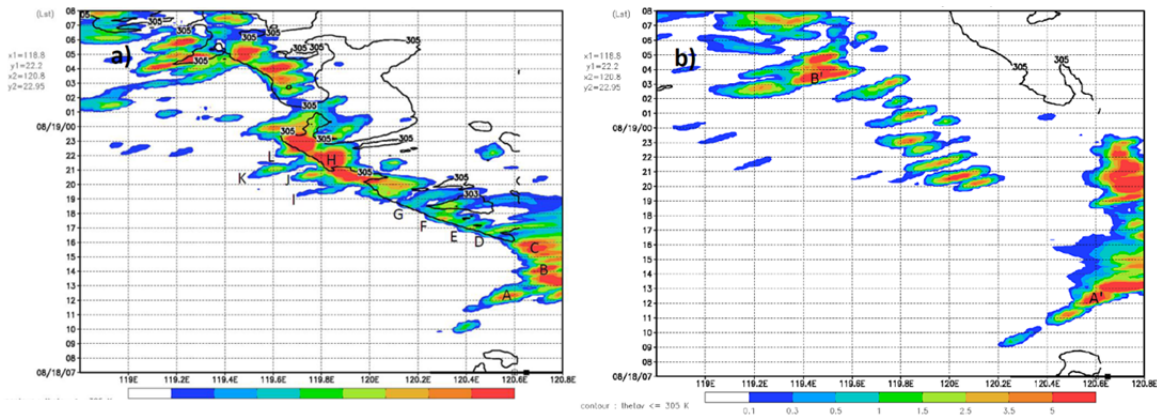 (Lat)
a)
x1=118.8
y1=22.2
x2=120.8
y2=22.95
08
07
06
05
04
03
02
01
08/19/00
23
22
21
20
19
18
17
16
15
14
13
12
11
10
09
08
08/18/07
305
305
305
305
305
305
305
305
305
305
303
L
K
J
I
H
G
F
E
D
C
B
A
119E
119.2E
119.4E
119.6E
119.8E
120E
120.2E
120.4E
120.6E
120.8E
(Lat)
b)
x1=118.8
y1=22.2
x2=120.8
y2=22.95
08
07
06
05
04
03
02
01
08/19/00
23
22
21
20
19
18
17
16
15
14
13
12
11
10
09
08
08/18/07
305
305
B'
A'
119E
119.2E
119.4E
119.6E
119.8E
120E
120.2E
120.4E
120.6E
120.8E
contour : thetav <= 305 K
0.1
0.3
0.5
1
1.5
2.5
3.5
5